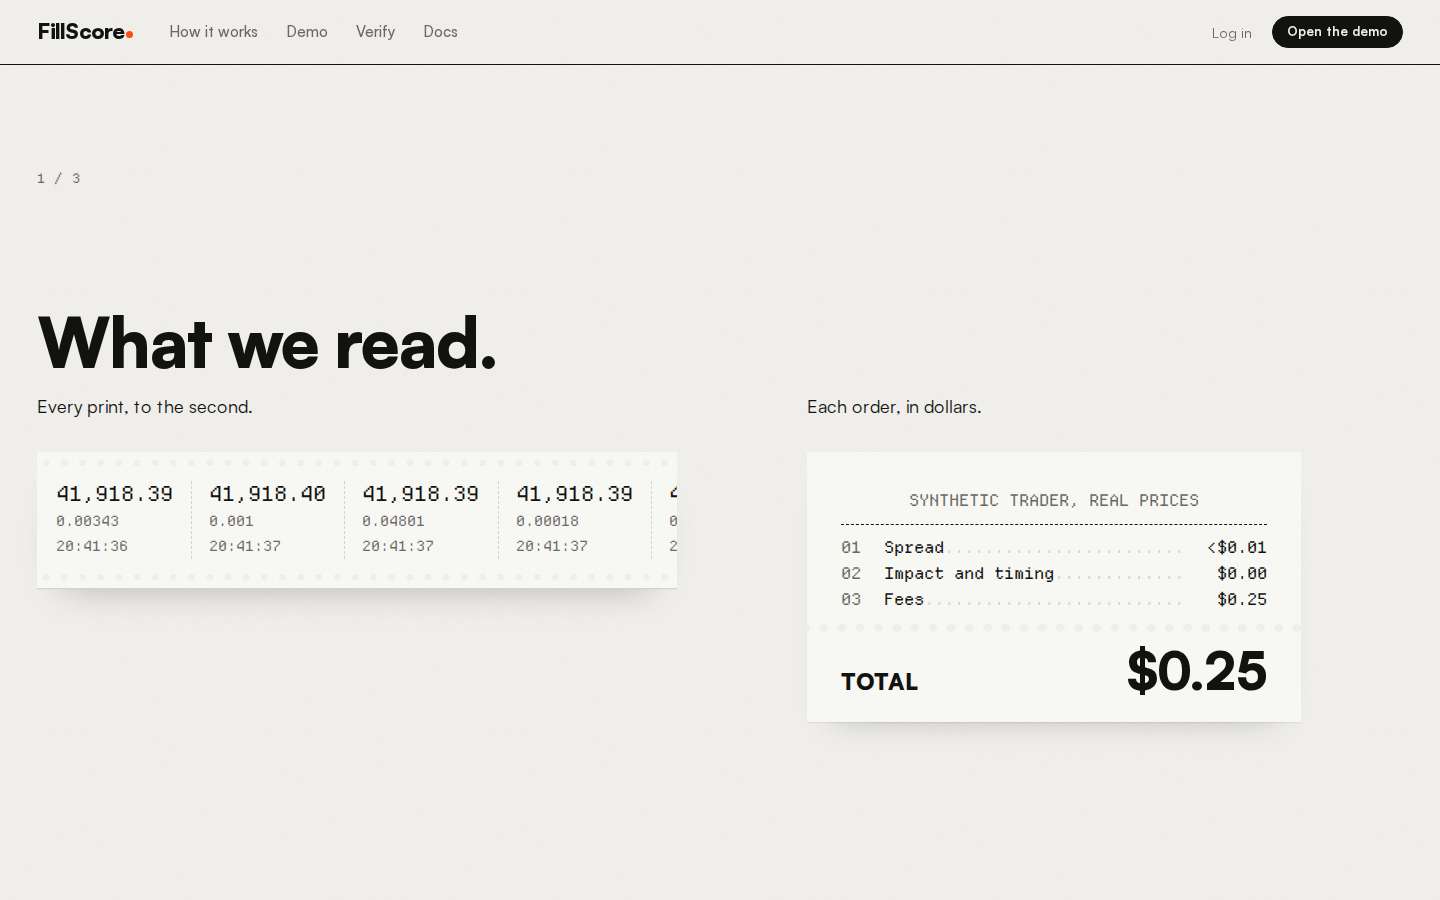 FillScore.
How it works
Demo
Verify
Docs
Log in
Open the demo
1 / 3
What we read.
Every print, to the second.
41,918.39 41,918.40 41,918.39 41,918.39
0.00343 0.001 0.04801 0.00018
20:41:36 20:41:37 20:41:37 20:41:37
Each order, in dollars.
SYNTHETIC TRADER, REAL PRICES
01 Spread <$0.01
02 Impact and timing $0.00
03 Fees $0.25
TOTAL $0.25